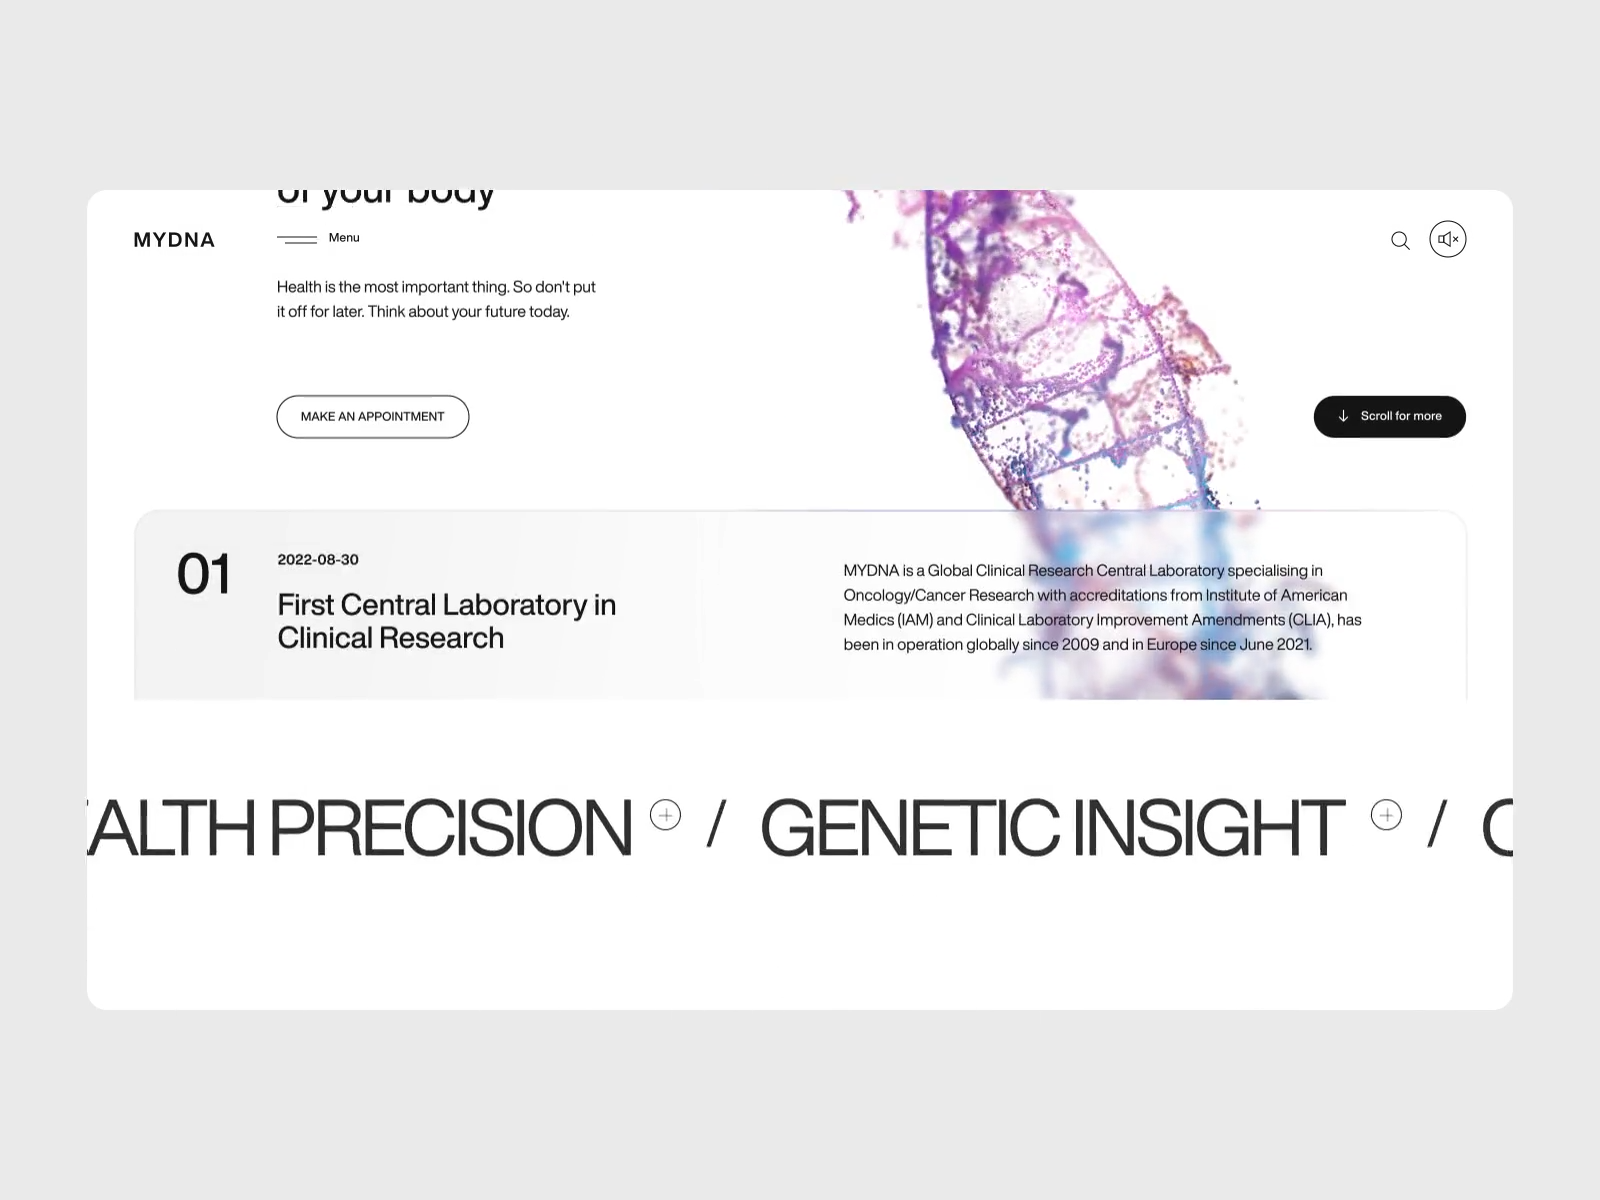 of your body
MYDNA
Menu
Health is the most important thing. So don't put
it off for later. Think about your future today.
MAKE AN APPOINTMENT
Scroll for more
01
2022-08-30
First Central Laboratory in
Clinical Research
MYDNA is a Global Clinical Research Central Laboratory specialising in
Oncology/Cancer Research with accreditations from Institute of American
Medics (IAM) and Clinical Laboratory Improvement Amendments (CLIA), has
been in operation globally since 2009 and in Europe since June 2021.
ALTH PRECISION / GENETIC INSIGHT /